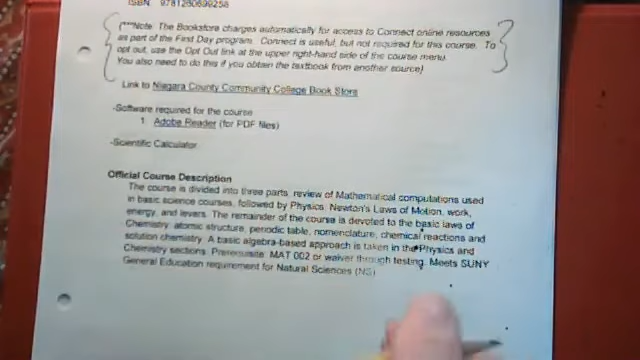 ISBN: 9781260699258
(***Note: The Bookstore charges automatically for access to Connect online resources
as part of the First Day program. Connect is useful, but not required for this course. To
opt out, use the Opt Out link at the upper right-hand side of the course menu.
You also need to do this if you obtain the textbook from another source)
Link to Niagara County Community College Book Store
-Software required for the course
1. Adobe Reader (for PDF files)
-Scientific Calculator
Official Course Description
The course is divided into three parts, review of Mathematical computations used
in basic science courses, followed by Physics, Newton's Laws of Motion, work,
energy, and levers. The remainder of the course is devoted to the basic laws of
Chemistry, atomic structure, periodic table, nomenclature, chemical reactions and
solution chemistry. A basic algebra-based approach is taken in the Physics and
Chemistry sections. Prerequisite: MAT 002 or waiver through testing. Meets SUNY
General Education requirement for Natural Sciences (NS)